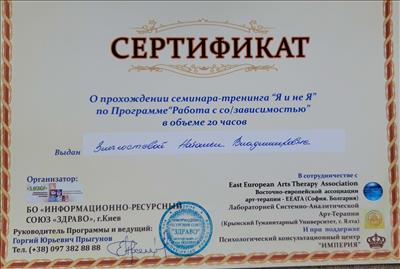 СЕРТИФИКАТ
О прохождении семинара-тренинга "Я и не Я"
по Программе "Работа с со/зависимостью"
в объеме 20 часов
Выдан Натальи Владимировне
Организатор:
БО «ИНФОРМАЦИОННО-РЕСУРСНЫЙ
СОЮЗ «ЗДРАВО», г.Киев
Руководитель Программы и ведущий:
Горгий Юрьевич Прыгунов
Тел. (+38) 097 382 88 88
"ЗДРАВО"
В сотрудничестве с
East European Arts Therapy Association
Восточно-европейской ассоциации
арт-терапии - EEATA (София. Болгария)
Лабораторией Системно-Аналитической
Арт-Терапии
(Крымский Гуманитарный Университет, г. Ялта)
И при поддержке
Психологический консультационный центр
"ИМПЕРИЯ"